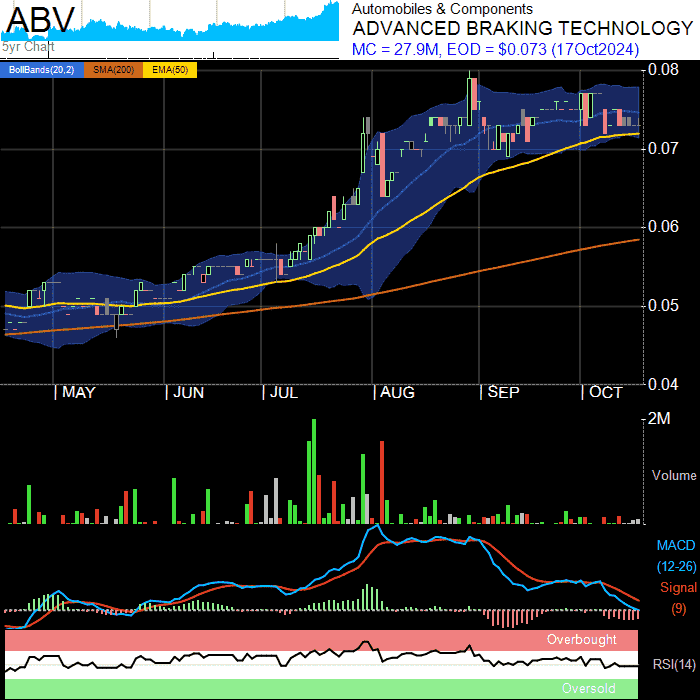 ABV
5yr Chart
Automobiles & Components
ADVANCED BRAKING TECHNOLOGY
MC = 27.9M, EOD = $0.073 (17Oct2024)
BollBands(20,2) SMA(200) EMA(50)
0.08
0.07
0.06
0.05
0.04
MAY JUN JUL AUG SEP OCT
2M
Volume
MACD
(12-26)
Signal
(9)
Overbought
RSI(14)
Oversold